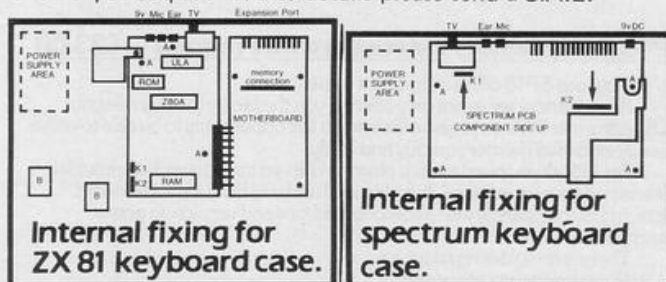 9v Mic Ear TV Expansion Port
POWER
SUPPLY
AREA
A
A
ULA
ROM
Z80A
memory
connection
MOTHERBOARD
A
K1
K2
RAM
B
B
Internal fixing for
ZX 81 keyboard case.
TV Ear Mic 9vDC
POWER
SUPPLY
AREA
K1
A
A
K2
SPECTRUM PCB
COMPONENT SIDE UP
A
A
Internal fixing for
spectrum keyboard
case.